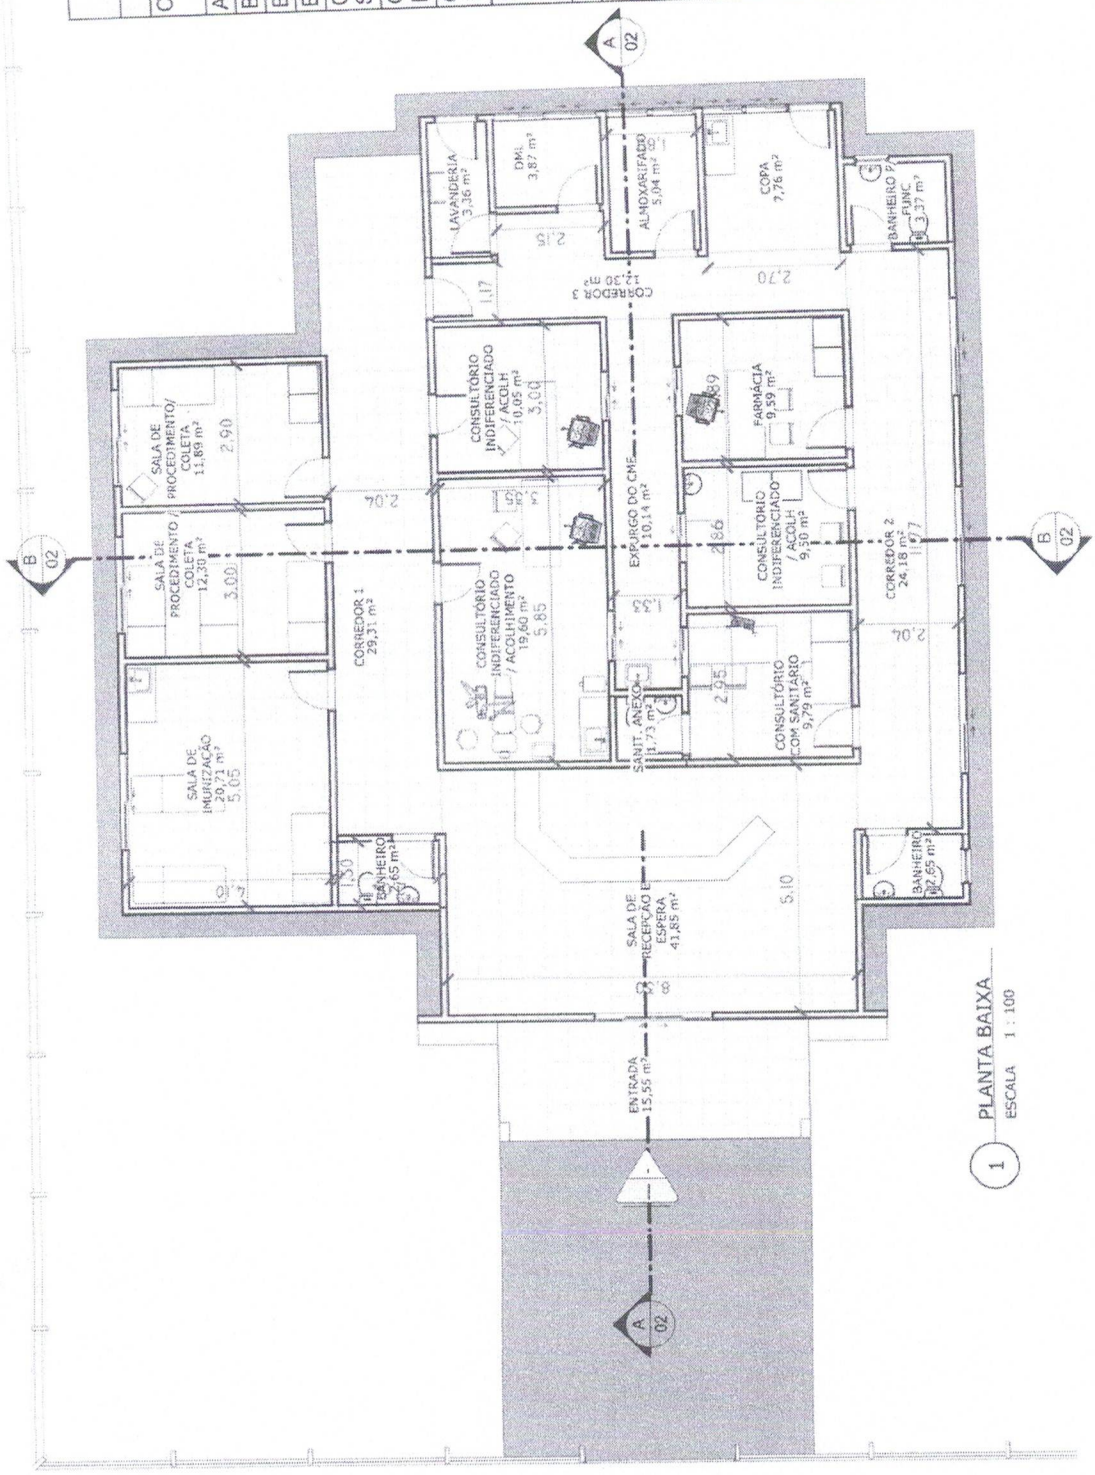 B
02
SALA DE
IMUNIZAÇÃO
20,71 m²
5,05
SALA DE
PROCEDIMENTO /
COLETA
12,30 m²
3,00
SALA DE
PROCEDIMENTO/
COLETA
11,89 m²
2,90
BANHEIRO
2,65 m²
1,50
CORREDOR 1
29,31 m²
2,04
CONSULTÓRIO
INDIFERENCIADO
/ ACOLHIMENTO
19,60 m²
5,85
CONSULTÓRIO
INDIFERENCIADO
/ ACOLH
10,05 m²
3,00
1,17
LAVANDERIA
3,36 m²
DML
3,87 m²
2,15
ALMOXARIFADO
5,04 m²
A
02
CORREDOR 3
12,30 m²
COPA
7,76 m²
2,70
BANHEIRO P/
FUNC
3,37 m²
SANIT. ANEXO
1,73 m²
EXPURGO DO CME
10,14 m²
CONSULTÓRIO
COM SANITÁRIO
9,79 m²
2,95
CONSULTÓRIO
INDIFERENCIADO
/ ACOLH
9,50 m²
2,86
FARMÁCIA
9,59 m²
CORREDOR 2
24,18 m²
2,04
BANHEIRO
2,65 m²
SALA DE
RECEPÇÃO E
ESPERA
41,85 m²
5,10
ENTRADA
15,55 m²
A
02
B
02
1
PLANTA BAIXA
ESCALA 1 : 100